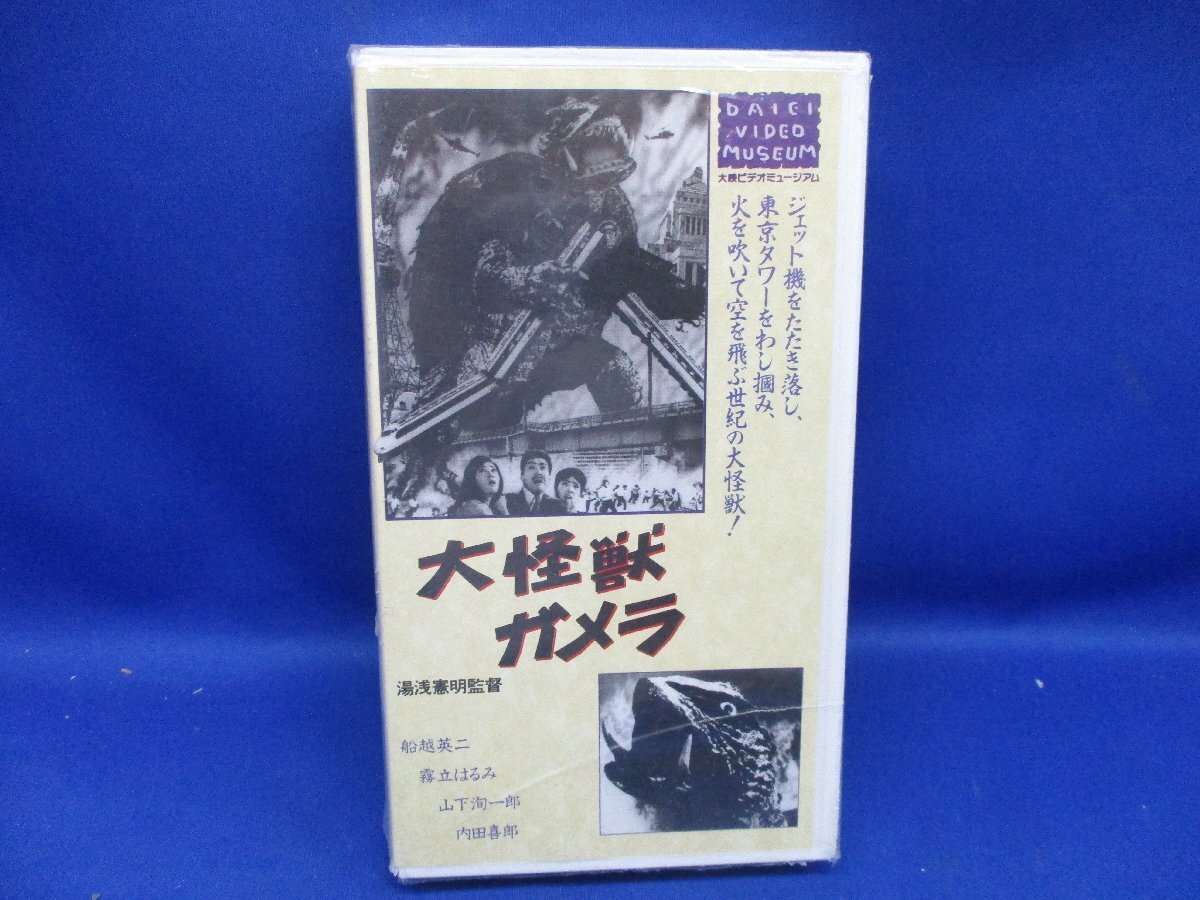 DAIEI
VIDEO
MUSEUM
大映ビデオミュージアム
ジェット機をたたき落し、
東京タワーをわし掴み、
火を吹いて空を飛ぶ世紀の大怪獣!
大怪獣
ガメラ
湯浅憲明監督
船越英二
霧立はるみ
山下洵一郎
内田喜郎